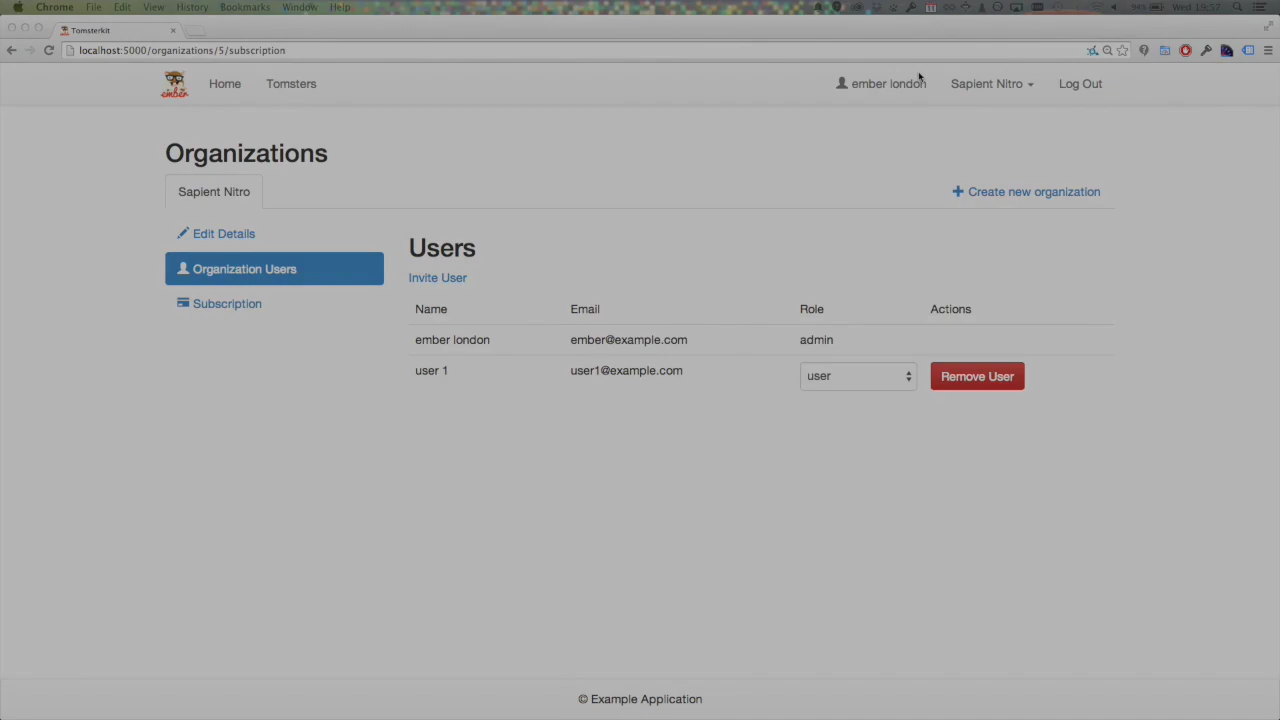 Chrome File Edit View History Bookmarks Window Help 94% Wed 19:57
Tomsterkit
localhost:5000/organizations/5/subscription
ember Home Tomsters ember london Sapient Nitro Log Out
Organizations
Sapient Nitro Create new organization
Edit Details
Users
Organization Users
Invite User
Subscription
Name Email Role Actions
ember london ember@example.com admin
user 1 user1@example.com user Remove User
© Example Application